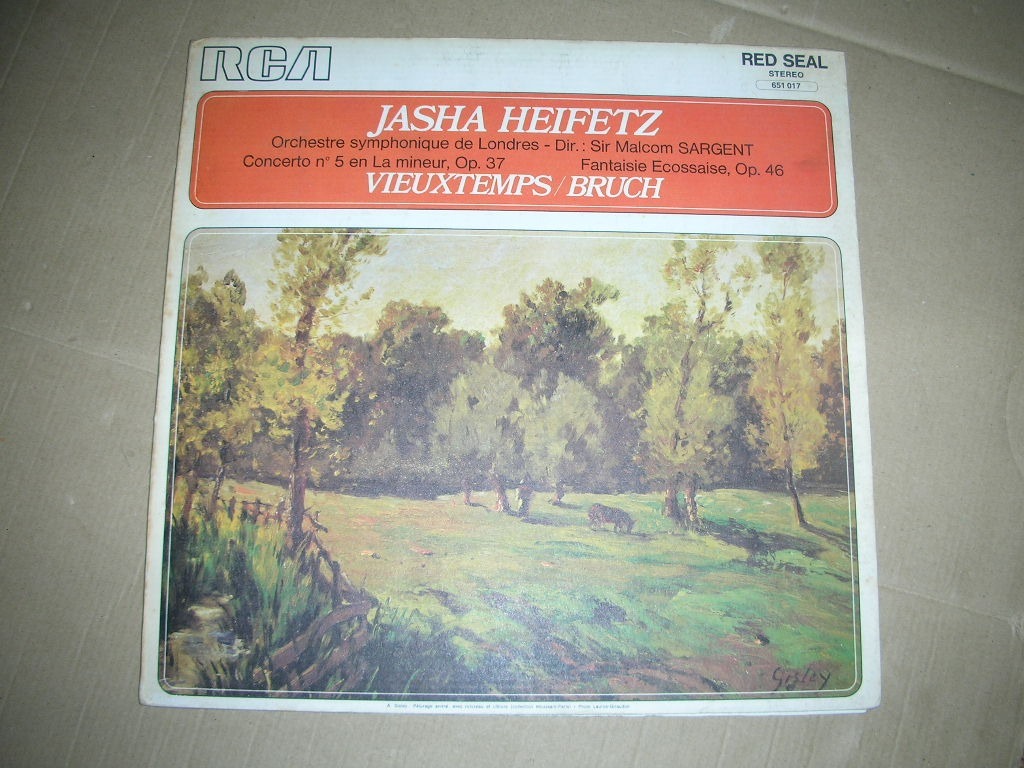 RCA
RED SEAL
STEREO
651 017
JASHA HEIFETZ
Orchestre symphonique de Londres - Dir.: Sir Malcom SARGENT
Concerto n° 5 en La mineur, Op. 37 Fantaisie Ecossaise, Op. 46
VIEUXTEMPS / BRUCH
Sisley